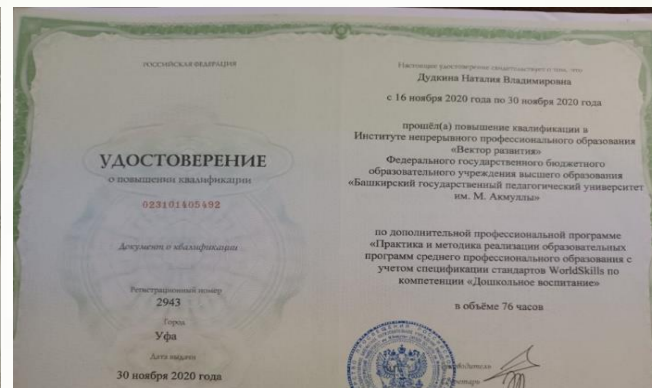 РОССИЙСКАЯ ФЕДЕРАЦИЯ
УДОСТОВЕРЕНИЕ
о повышении квалификации
023101405492
Документ о квалификации
Регистрационный номер
2943
Город
Уфа
Дата выдачи
30 ноября 2020 года
Настоящее удостоверение свидетельствует о том, что
Дудкина Наталия Владимировна
с 16 ноября 2020 года по 30 ноября 2020 года
прошёл(а) повышение квалификации в
Институте непрерывного профессионального образования
«Вектор развития»
Федерального государственного бюджетного
образовательного учреждения высшего образования
«Башкирский государственный педагогический университет
им. М. Акмуллы»
по дополнительной профессиональной программе
«Практика и методика реализации образовательных
программ среднего профессионального образования с
учетом спецификации стандартов WorldSkills по
компетенции «Дошкольное воспитание»
в объёме 76 часов